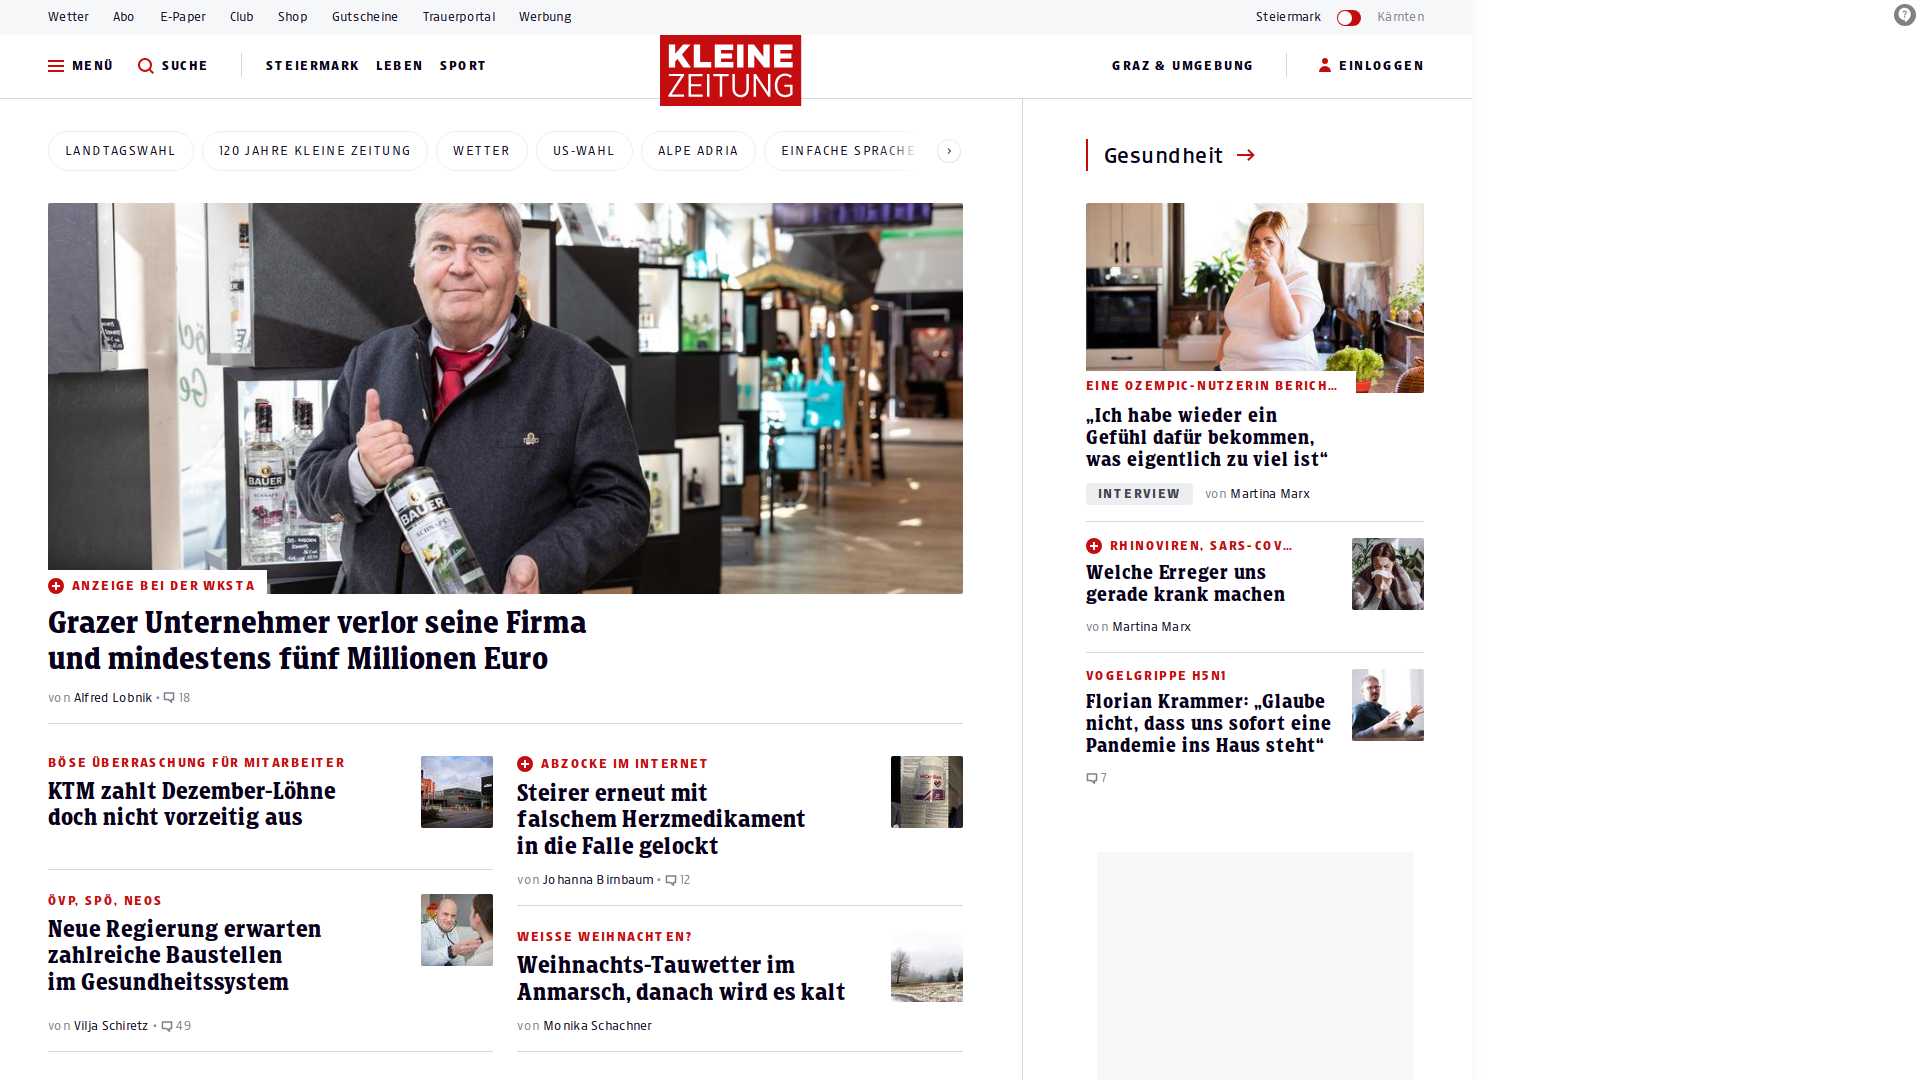 Wetter Abo E-Paper Club Shop Gutscheine Trauerportal Werbung Steiermark Kärnten
MENÜ SUCHE STEIERMARK LEBEN SPORT KLEINE ZEITUNG GRAZ & UMGEBUNG EINLOGGEN
LANDTAGSWAHL 120 JAHRE KLEINE ZEITUNG WETTER US-WAHL ALPE ADRIA EINFACHE SPRACHE
BAUER
SCHNAPS
BAUER
SCHNAPS
ANZEIGE BEI DER WKSTA
Grazer Unternehmer verlor seine Firma
und mindestens fünf Millionen Euro
von Alfred Lobnik • 18
BÖSE ÜBERRASCHUNG FÜR MITARBEITER
KTM zahlt Dezember-Löhne
doch nicht vorzeitig aus
ÖVP, SPÖ, NEOS
Neue Regierung erwarten
zahlreiche Baustellen
im Gesundheitssystem
von Vilja Schiretz • 49
ABZOCKE IM INTERNET
Steirer erneut mit
falschem Herzmedikament
in die Falle gelockt
von Johanna Birnbaum • 12
WEISSE WEIHNACHTEN?
Weihnachts-Tauwetter im
Anmarsch, danach wird es kalt
von Monika Schachner
Gesundheit
EINE OZEMPIC-NUTZERIN BERICH…
„Ich habe wieder ein
Gefühl dafür bekommen,
was eigentlich zu viel ist“
INTERVIEW von Martina Marx
RHINOVIREN, SARS-COV…
Welche Erreger uns
gerade krank machen
von Martina Marx
VOGELGRIPPE H5N1
Florian Krammer: „Glaube
nicht, dass uns sofort eine
Pandemie ins Haus steht“
7